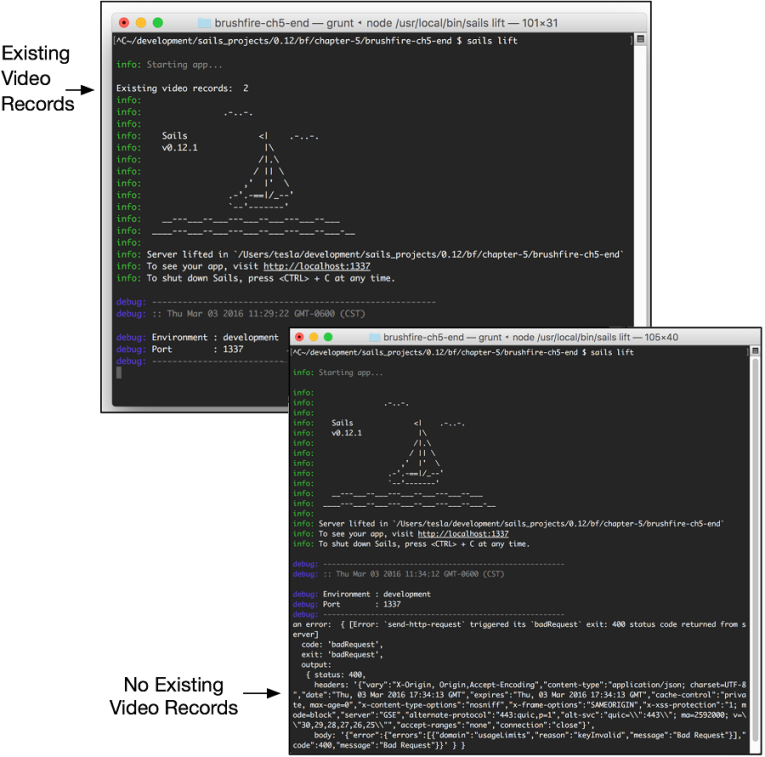 brushfire-ch5-end — grunt • node /usr/local/bin/sails lift — 101×31
[^C~/development/sails_projects/0.12/bf/chapter-5/brushfire-ch5-end $ sails lift ]
info: Starting app...
Existing
Video
Records
Existing video records:  2
info:
info:                .-..-.
info:
info:    Sails              <|    .-..-.
info:    v0.12.1             |\
info:                       /|.\
info:                      / || \
info:                    ,'  |'  \
info:                 .-'.-==|/_--'
info:                 `--'-------'
info:    __---___--___---___--___---___--___
info:  ____---___--___---___--___---___--___-__
info:
info: Server lifted in `/Users/tesla/development/sails_projects/0.12/bf/chapter-5/brushfire-ch5-end`
info: To see your app, visit http://localhost:1337
info: To shut down Sails, press <CTRL> + C at any time.
debug: -------------------------------------------------------
debug: :: Thu Mar 03 2016 11:29:22 GMT-0600 (CST)
debug: Environment : development
debug: Port        : 1337
debug: -------------------------
brushfire-ch5-end — grunt • node /usr/local/bin/sails lift — 105×40
[^C~/development/sails_projects/0.12/bf/chapter-5/brushfire-ch5-end $ sails lift ]
info: Starting app...
info:
info:                .-..-.
info:
info:    Sails              <|    .-..-.
info:    v0.12.1             |\
info:                       /|.\
info:                      / || \
info:                    ,'  |'  \
info:                 .-'.-==|/_--'
info:                 `--'-------'
info:    __---___--___---___--___---___--___
info:  ____---___--___---___--___---___--___-__
info:
info: Server lifted in `/Users/tesla/development/sails_projects/0.12/bf/chapter-5/brushfire-ch5-end`
info: To see your app, visit http://localhost:1337
info: To shut down Sails, press <CTRL> + C at any time.
debug: -------------------------------------------------------
debug: :: Thu Mar 03 2016 11:34:12 GMT-0600 (CST)
debug: Environment : development
debug: Port        : 1337
debug: -------------------------------------------------------
an error:  { [Error: `send-http-request` triggered its `badRequest` exit: 400 status code returned from s
erver]
code: 'badRequest',
exit: 'badRequest',
output:
{ status: 400,
headers: '{"vary":"X-Origin, Origin,Accept-Encoding","content-type":"application/json; charset=UTF-8
","date":"Thu, 03 Mar 2016 17:34:13 GMT","expires":"Thu, 03 Mar 2016 17:34:13 GMT","cache-control":"priva
te, max-age=0","x-content-type-options":"nosniff","x-frame-options":"SAMEORIGIN","x-xss-protection":"1; m
ode=block","server":"GSE","alternate-protocol":"443:quic,p=1","alt-svc":"quic=\\":443\\"; ma=2592000; v=\
\"30,29,28,27,26,25\\"","accept-ranges":"none","connection":"close"}',
body: '{"error":{"errors":[{"domain":"usageLimits","reason":"keyInvalid","message":"Bad Request"}],"
code":400,"message":"Bad Request"}}' } }
No Existing
Video Records